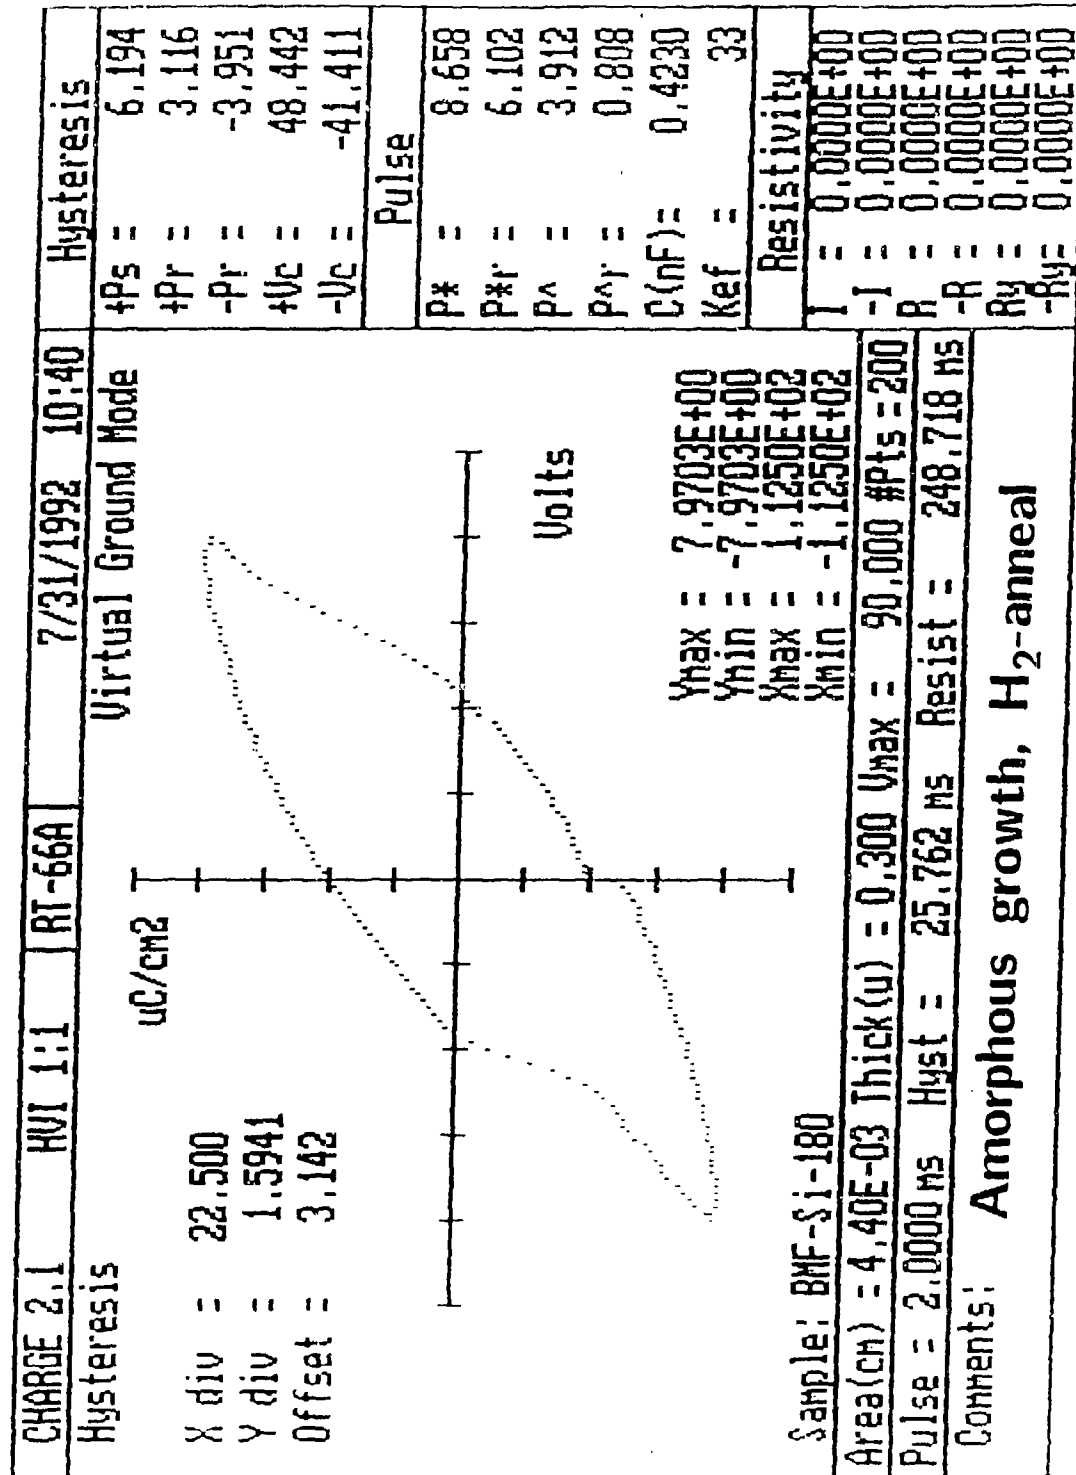 CHARGE 2.1 HVI 1:1 RT-66A 7/31/1992 10:40
Hysteresis
Virtual Ground Mode
X div = 22.500
Y div = 1.5941
Offset = 3.142
uC/cm2
Volts
Ymax = 7.9703E+00
Ymin = -7.9703E+00
Xmax = 1.1250E+02
Xmin = -1.1250E+02
Sample: BMF-Si-180
Area(cm) = 4.40E-03 Thick(u) = 0.300 Vmax = 90.000 #Pts=200
Pulse = 2.0000 ms Hyst = 25.762 ms Resist = 248.718 ms
Comments: Amorphous growth, H₂-anneal
Hysteresis
+Ps = 6.194
+Pr = 3.116
-Pr = -3.951
+Vc = 48.442
-Vc = -41.411
Pulse
P* = 8.658
P*r = 6.102
P^ = 3.912
P^r = 0.808
C(nF)= 0.4230
Kef = 33
Resistivity
I = 0.0000E+00
-I = 0.0000E+00
R = 0.0000E+00
-R = 0.0000E+00
Ry = 0.0000E+00
-Ry= 0.0000E+00